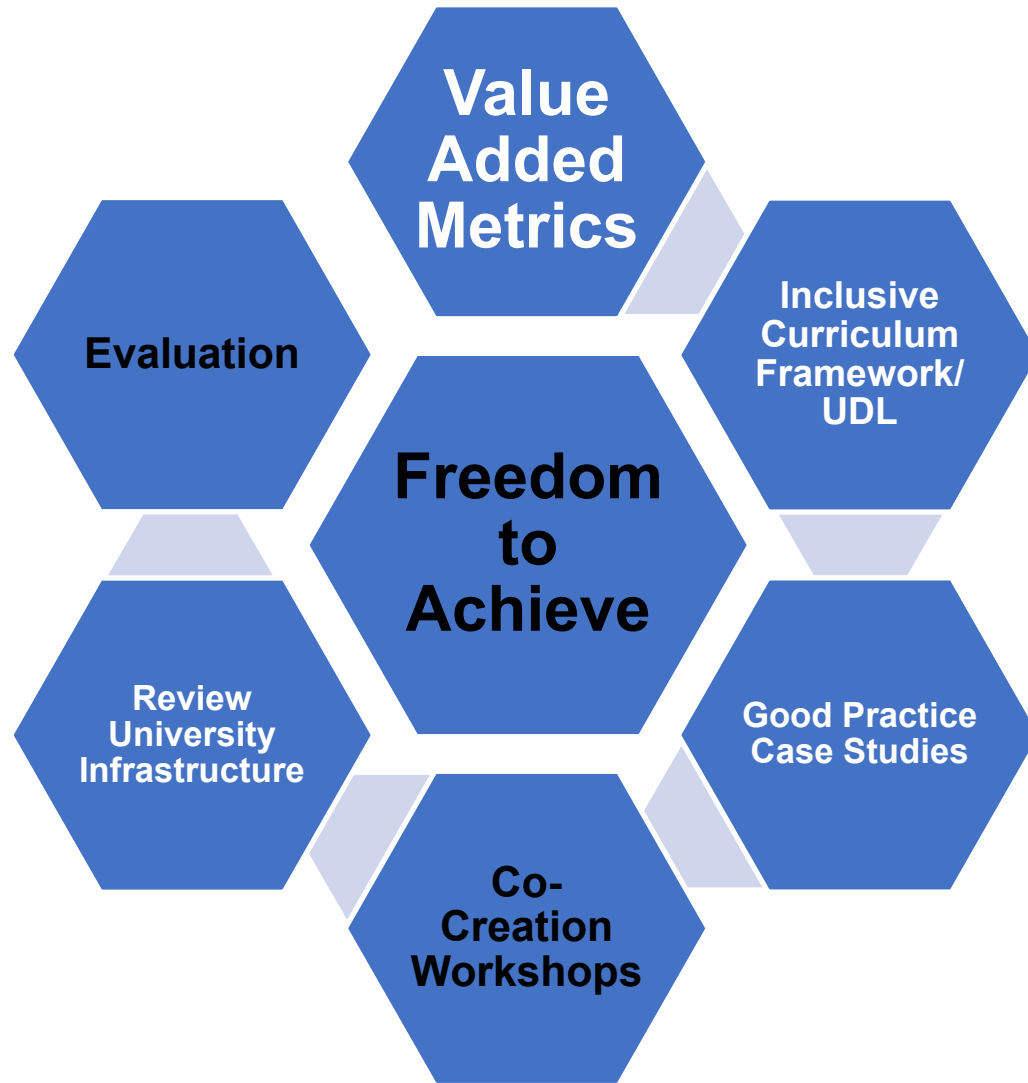 Value
Added
Metrics
Inclusive
Curriculum
Framework/
UDL
Good Practice
Case Studies
Co-
Creation
Workshops
Review
University
Infrastructure
Evaluation
Freedom
to
Achieve